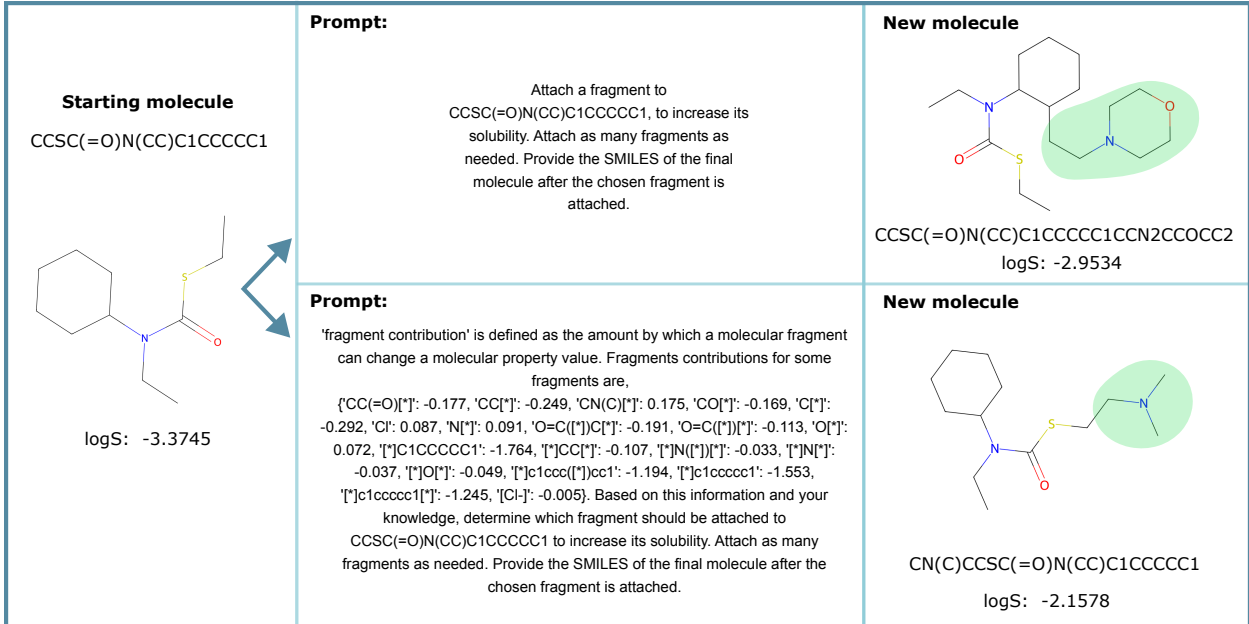 Starting molecule
CCSC(=O)N(CC)C1CCCCC1
S
N
O
logS: -3.3745
Prompt:
Attach a fragment to
CCSC(=O)N(CC)C1CCCCC1, to increase its
solubility. Attach as many fragments as
needed. Provide the SMILES of the final
molecule after the chosen fragment is
attached.
New molecule
O
N
N
O
S
CCSC(=O)N(CC)C1CCCCC1CCN2CCOCC2
logS: -2.9534
Prompt:
'fragment contribution' is defined as the amount by which a molecular fragment
can change a molecular property value. Fragments contributions for some
fragments are,
{'CC(=O)[*]': -0.177, 'CC[*]': -0.249, 'CN(C)[*]': 0.175, 'CO[*]': -0.169, 'C[*]':
-0.292, 'Cl': 0.087, 'N[*]': 0.091, 'O=C([*])C[*]': -0.191, 'O=C([*])[*]': -0.113, 'O[*]':
0.072, '[*]C1CCCCC1': -1.764, '[*]CC[*]': -0.107, '[*]N([*])[*]': -0.033, '[*]N[*]':
-0.037, '[*]O[*]': -0.049, '[*]c1ccc([*])cc1': -1.194, '[*]c1ccccc1': -1.553,
'[*]c1ccccc1[*]': -1.245, '[Cl-]': -0.005}. Based on this information and your
knowledge, determine which fragment should be attached to
CCSC(=O)N(CC)C1CCCCC1 to increase its solubility. Attach as many
fragments as needed. Provide the SMILES of the final molecule after the
chosen fragment is attached.
New molecule
N
S
N
O
CN(C)CCSC(=O)N(CC)C1CCCCC1
logS: -2.1578